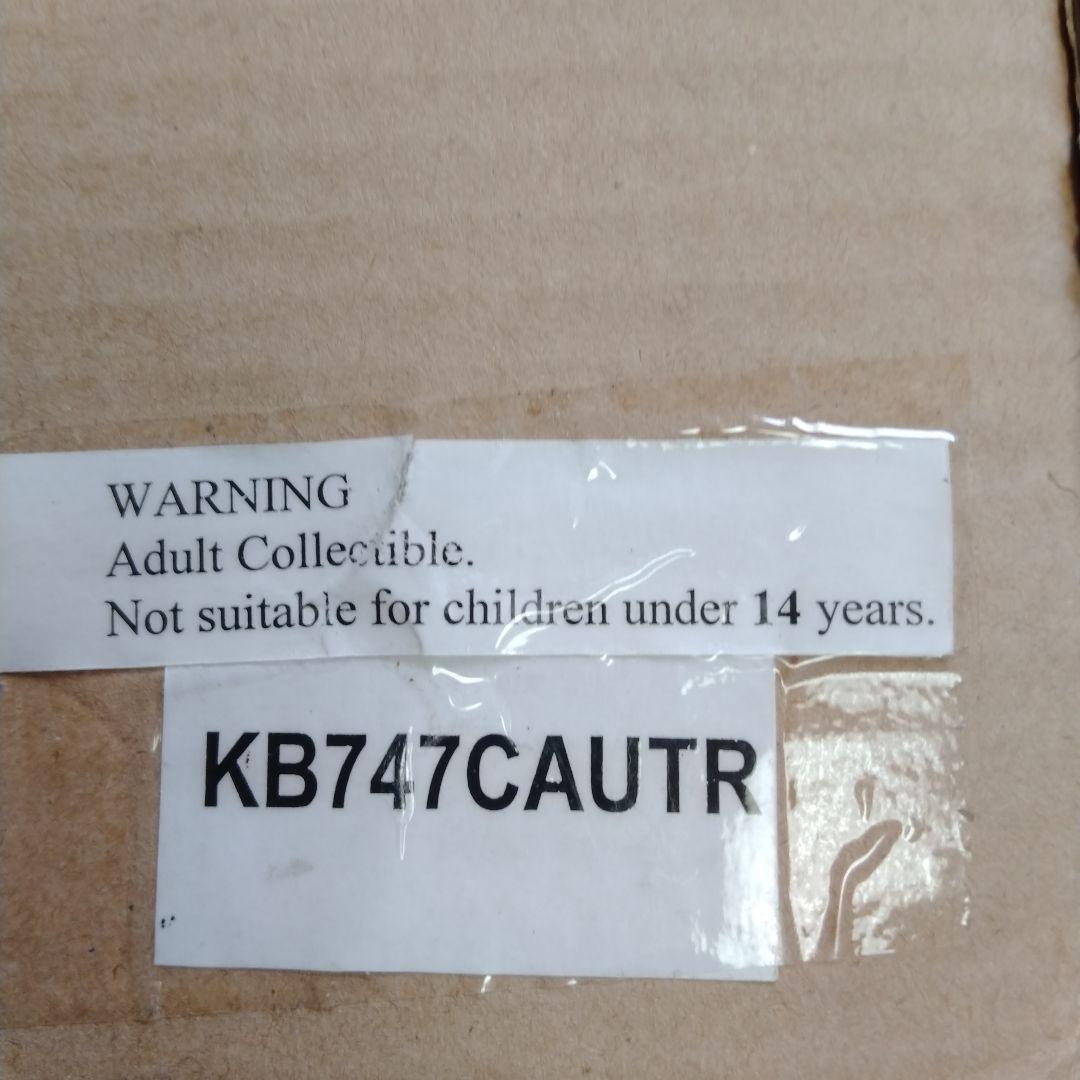 WARNING
Adult Collectible.
Not suitable for children under 14 years.
KB747CAUTR